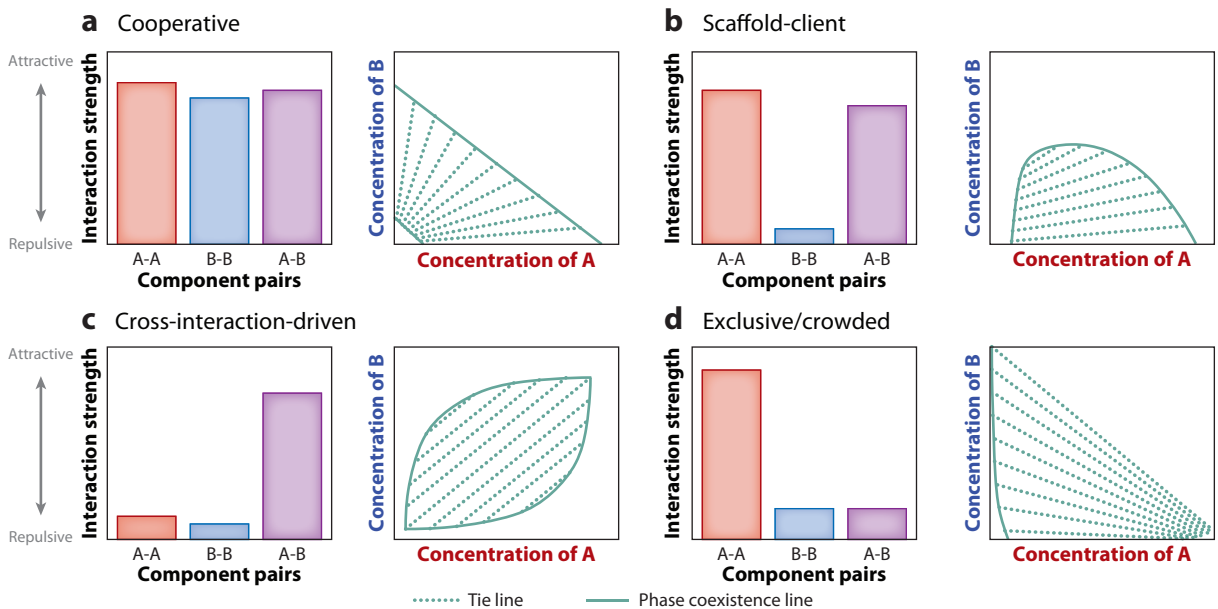 a Cooperative
Attractive
Repulsive
Interaction strength
A-A B-B A-B
Component pairs
Concentration of B
Concentration of A
b Scaffold-client
Interaction strength
A-A B-B A-B
Component pairs
Concentration of B
Concentration of A
c Cross-interaction-driven
Attractive
Repulsive
Interaction strength
A-A B-B A-B
Component pairs
Concentration of B
Concentration of A
d Exclusive/crowded
Interaction strength
A-A B-B A-B
Component pairs
Concentration of B
Concentration of A
Tie line
Phase coexistence line